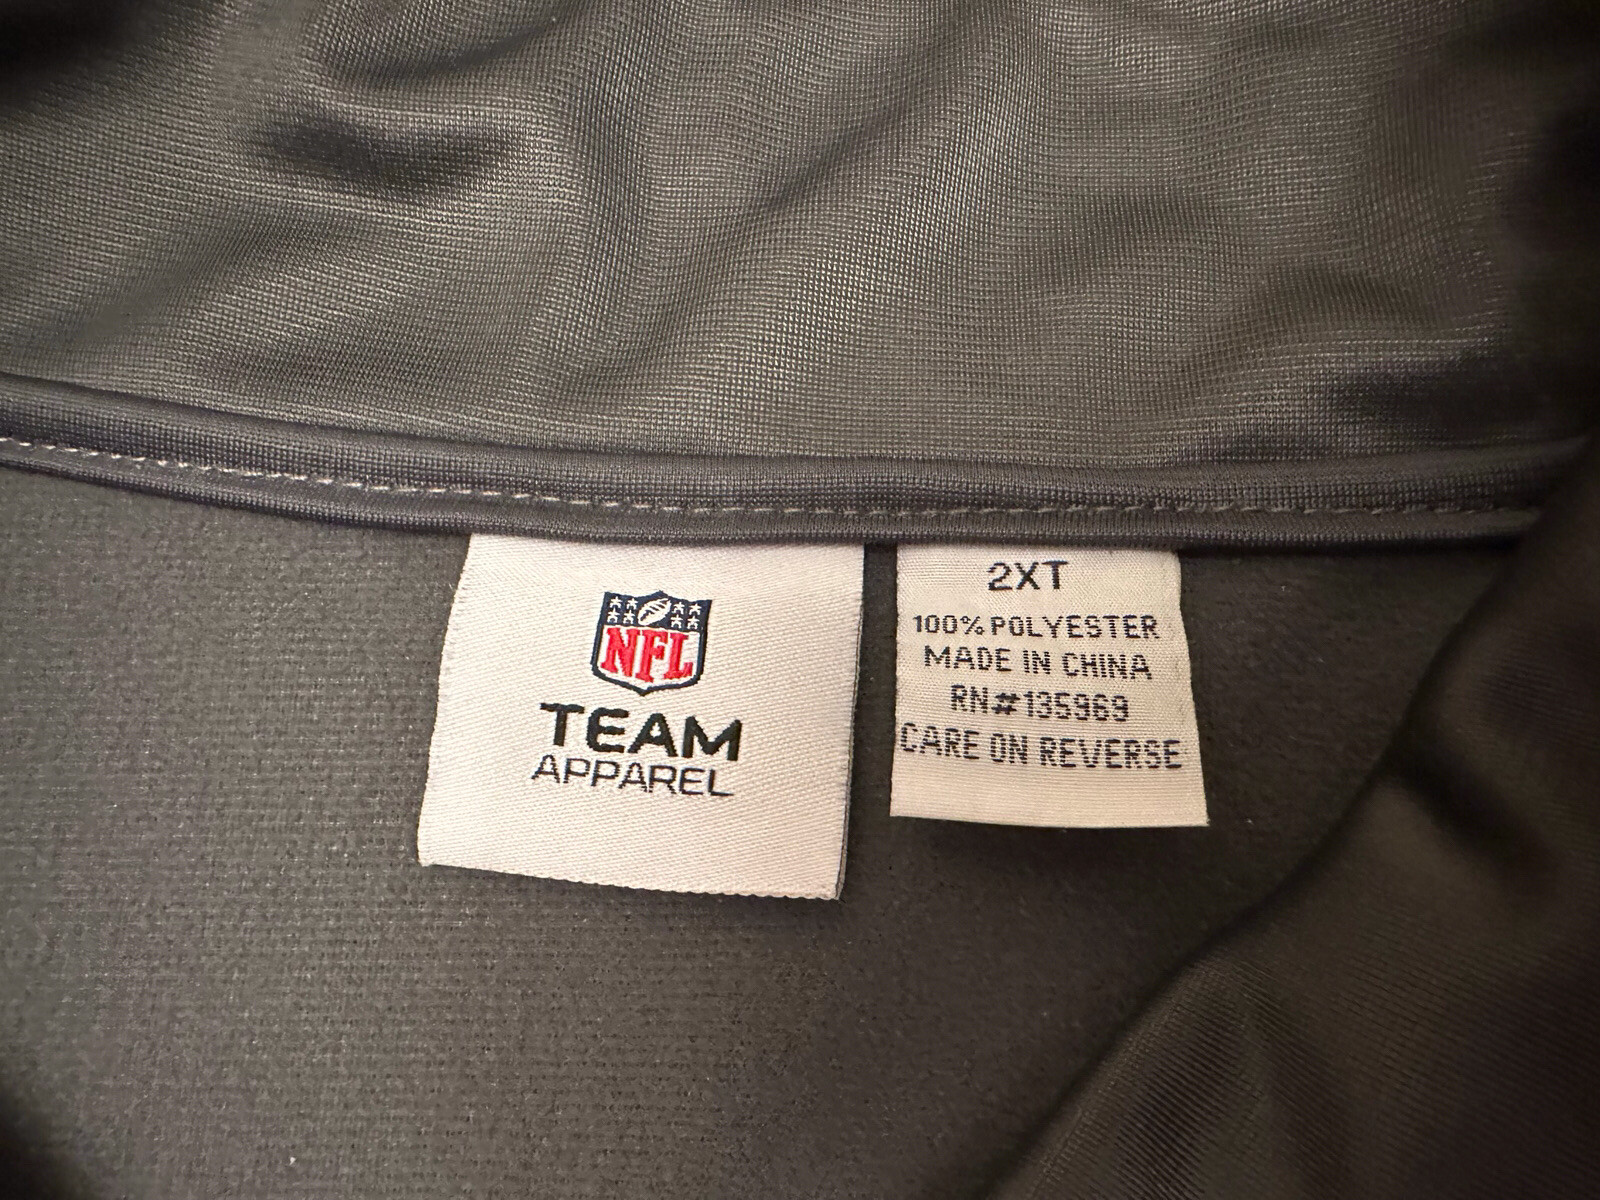 NFL
TEAM
APPAREL
2XT
100% POLYESTER
MADE IN CHINA
RN#135969
CARE ON REVERSE